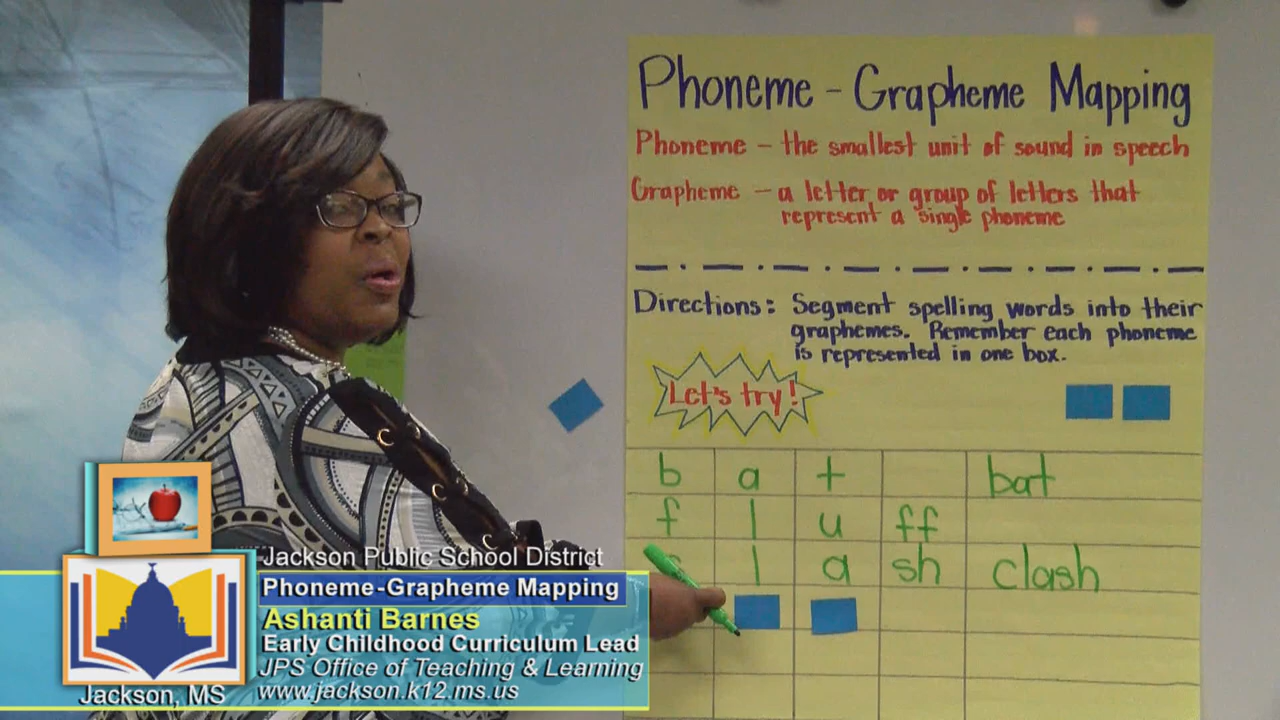 Phoneme - Grapheme Mapping
Phoneme - the smallest unit of sound in speech
Grapheme - a letter or group of letters that
represent a single phoneme
Directions: Segment spelling words into their
graphemes. Remember each phoneme
is represented in one box.
Let's try!
b a t bat
f l u ff
l a sh clash
Jackson Public School District
Phoneme-Grapheme Mapping
Ashanti Barnes
Early Childhood Curriculum Lead
JPS Office of Teaching & Learning
www.jackson.k12.ms.us
Jackson, MS